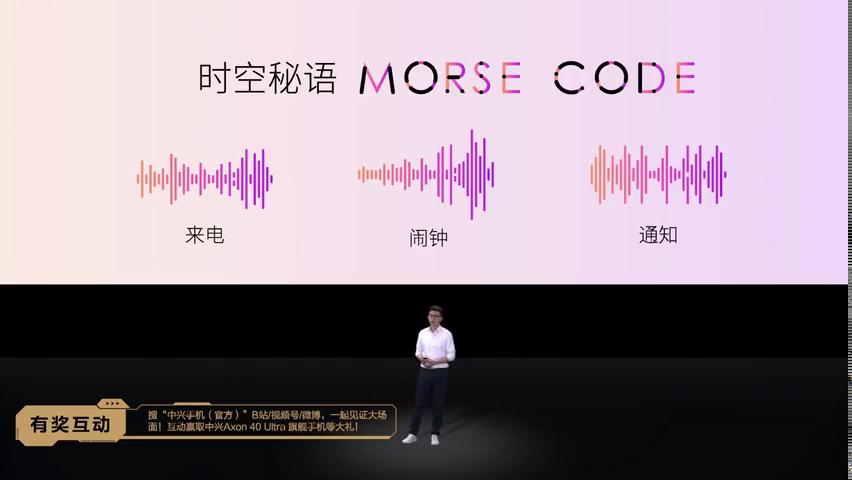 时空秘语 MORSE CODE
来电
闹钟
通知
有奖互动
搜“中兴手机（官方）”B站/视频号/微博，一起见证大场
面！互动赢取中兴Axon 40 Ultra 旗舰手机等大礼！